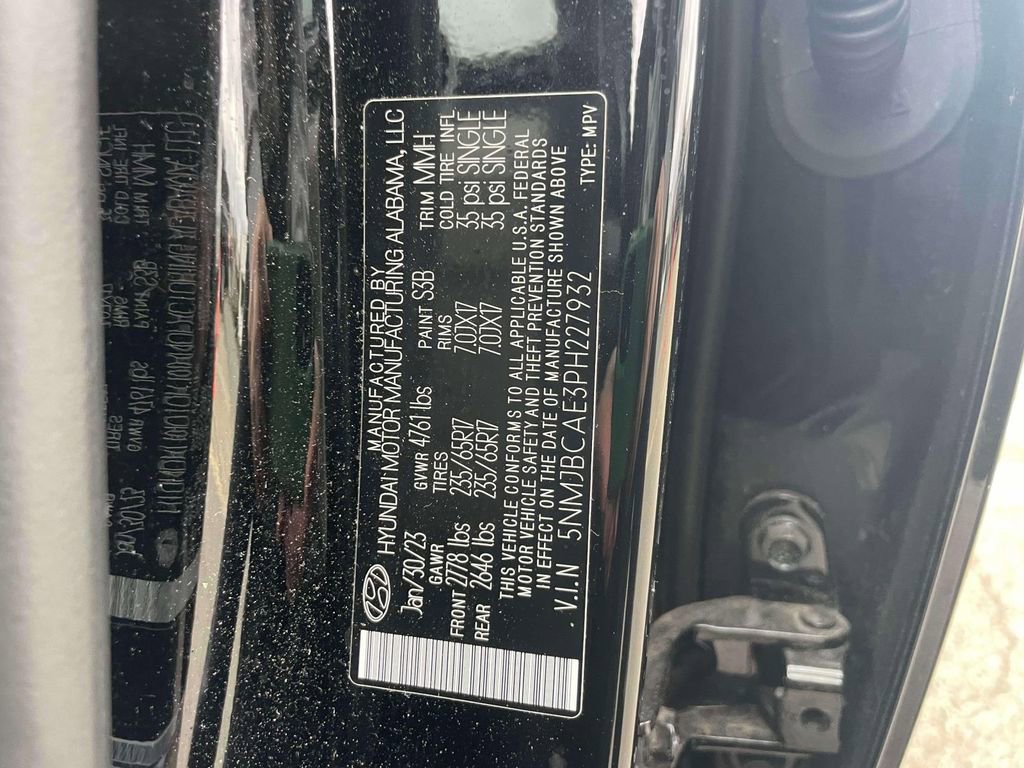 MANUFACTURED BY
HYUNDAI MOTOR MANUFACTURING ALABAMA, LLC
Jan/30/23 GVWR 4761 lbs PAINT S3B TRIM MMH
GAWR TIRES RIMS COLD TIRE INFL
FRONT 2778 lbs 235/65R17 7.0JX17 35 psi SINGLE
REAR 2646 lbs 235/65R17 7.0JX17 35 psi SINGLE
THIS VEHICLE CONFORMS TO ALL APPLICABLE U.S.A. FEDERAL
MOTOR VEHICLE SAFETY AND THEFT PREVENTION STANDARDS
IN EFFECT ON THE DATE OF MANUFACTURE SHOWN ABOVE
V.I.N 5NMJBCAE3PH227932 TYPE: MPV